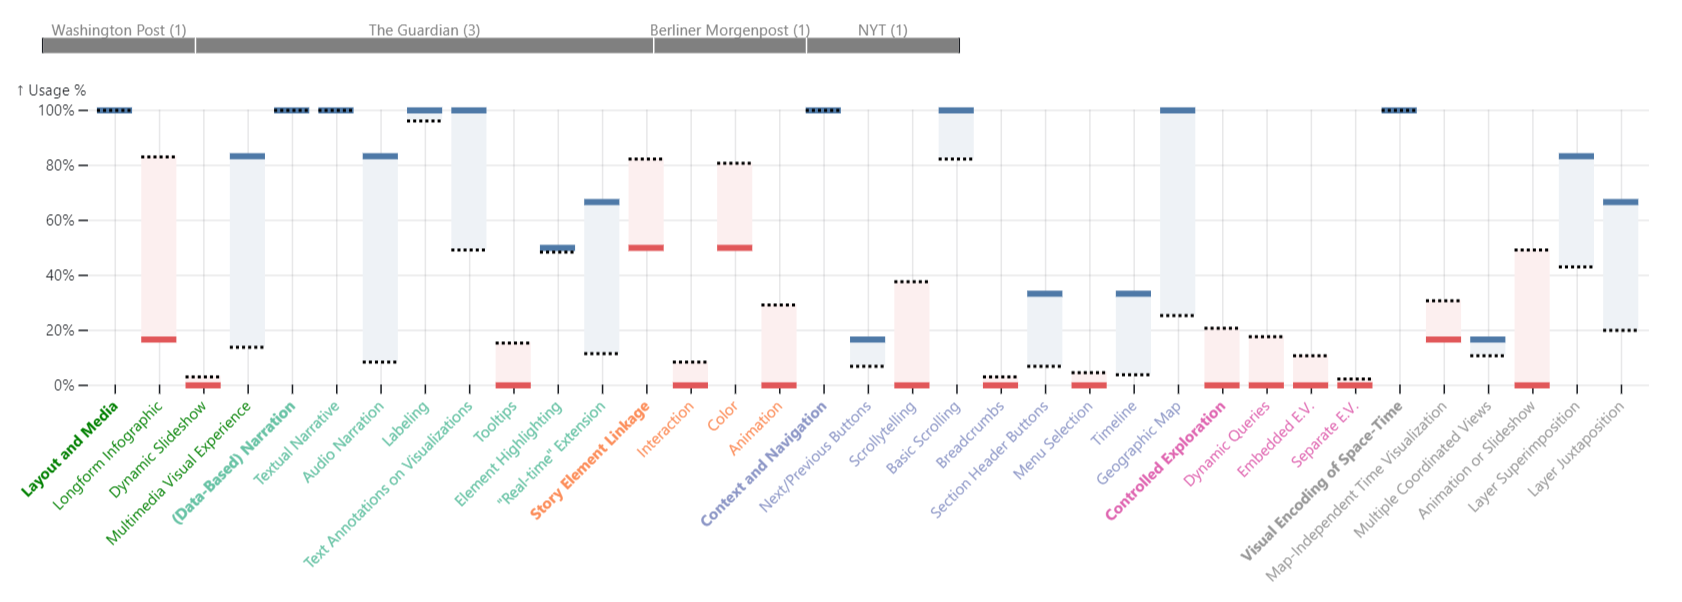 Washington Post (1) The Guardian (3) Berliner Morgenpost (1) NYT (1)
↑ Usage %
100%
80%
60%
40%
20%
0%
Layout and Media
Longform Infographic
Dynamic Slideshow
Multimedia Visual Experience
(Data-Based) Narration
Textual Narrative
Audio Narration
Labeling
Text Annotations on Visualizations
Tooltips
Element Highlighting
"Real-time" Extension
Story Element Linkage
Interaction
Color
Animation
Context and Navigation
Next/Previous Buttons
Scrollytelling
Basic Scrolling
Breadcrumbs
Section Header Buttons
Menu Selection
Timeline
Geographic Map
Controlled Exploration
Dynamic Queries
Embedded E.V.
Separate E.V.
Visual Encoding of Space-Time
Map-Independent Time Visualization
Multiple Coordinated Views
Animation or Slideshow
Layer Superimposition
Layer Juxtaposition